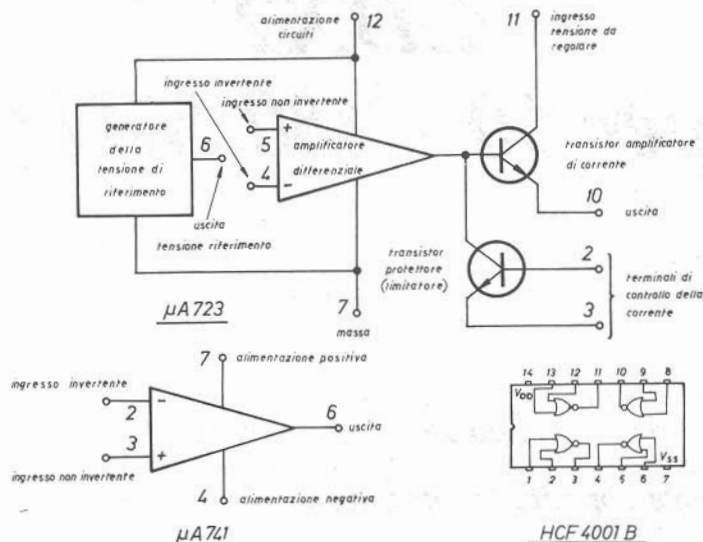 alimentazione
circuiti
12
11
ingresso
tensione da
regolare
ingresso invertente
ingresso non invertente
generatore
della
tensione di
riferimento
6
5
4
+
-
amplificatore
differenziale
uscita
tensione riferimento
transistor amplificatore
di corrente
10
uscita
transistor
protettore
(limitatore)
2
3
terminali di
controllo della
corrente
7
massa
µA723
7
alimentazione positiva
ingresso invertente
2
-
3
+
ingresso non invertente
6
uscita
4
alimentazione negativa
µA741
14 13 12 11 10 9 8
VDD
VSS
1 2 3 4 5 6 7
HCF 4001 B